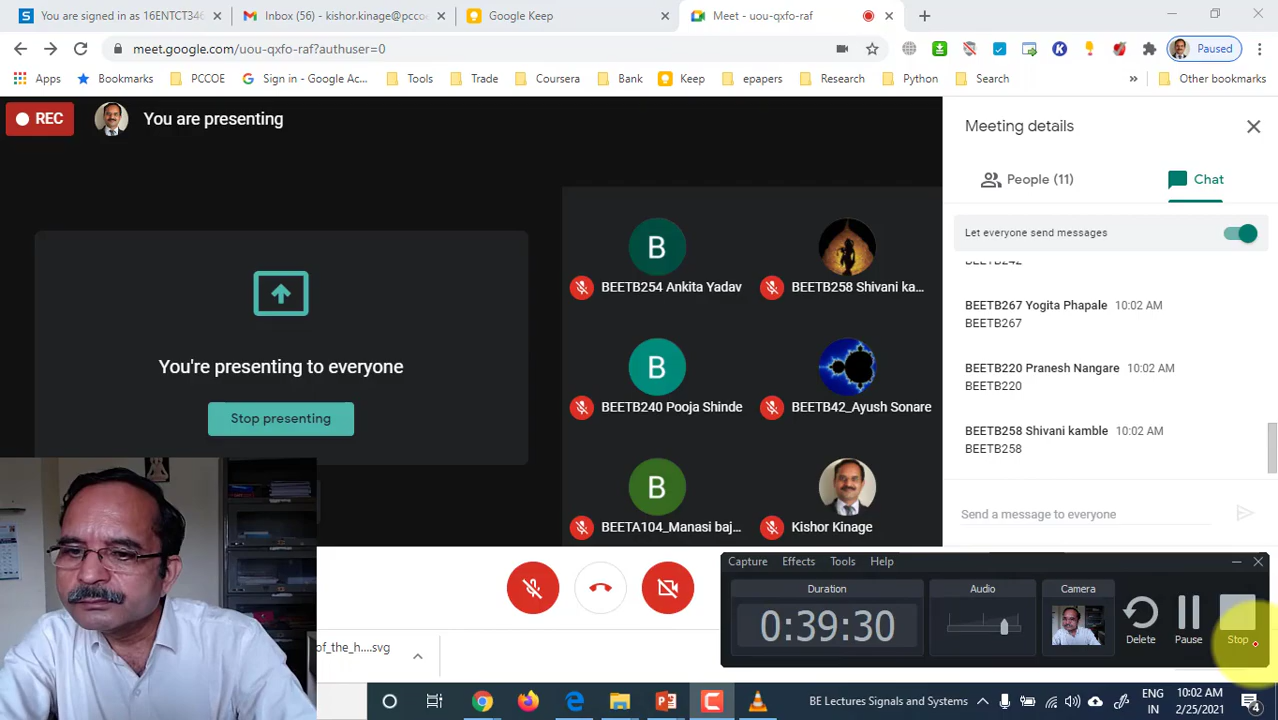 You are signed in as 16ENTCT346
Inbox (56) - kishor.kinage@pccoe
Google Keep
Meet - uou-qxfo-raf
meet.google.com/uou-qxfo-raf?authuser=0
Paused
Apps
Bookmarks
PCCOE
Sign in - Google Ac...
Tools
Trade
Coursera
Bank
Keep
epapers
Research
Python
Search
»
Other bookmarks
REC
You are presenting
Meeting details
People (11)
Chat
Let everyone send messages
BEETB242
BEETB267 Yogita Phapale 10:02 AM
BEETB267
BEETB220 Pranesh Nangare 10:02 AM
BEETB220
BEETB258 Shivani kamble 10:02 AM
BEETB258
Send a message to everyone
You're presenting to everyone
Stop presenting
B
BEETB254 Ankita Yadav
BEETB258 Shivani ka...
B
BEETB240 Pooja Shinde
BEETB42_Ayush Sonare
B
BEETA104_Manasi baj...
Kishor Kinage
Capture Effects Tools Help
Duration
0:39:30
Audio
Camera
Delete
Pause
Stop
of_the_h....svg
BE Lectures Signals and Systems
ENG
IN
10:02 AM
2/25/2021
4